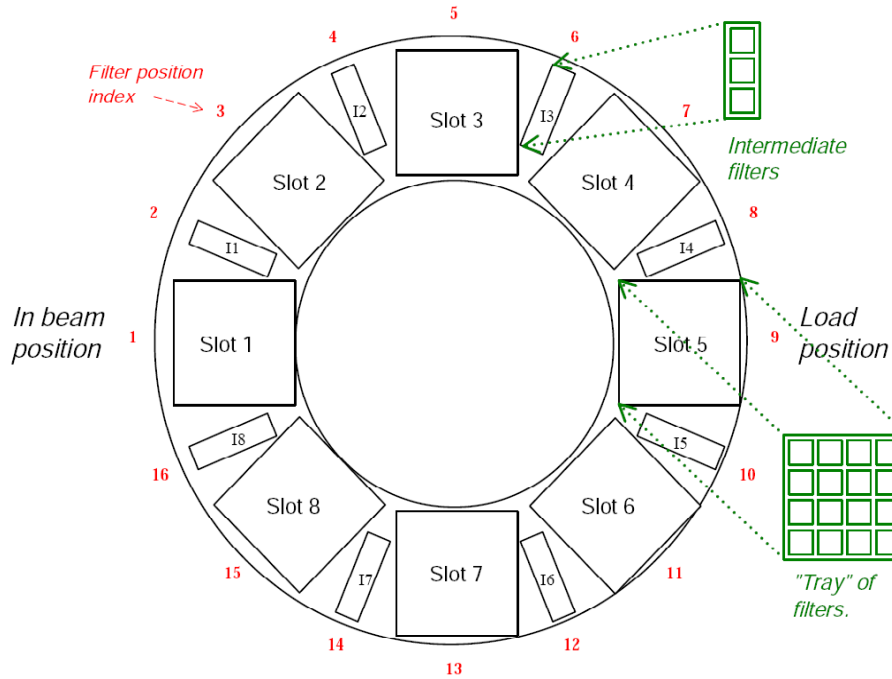 5
4
6
Filter position
index
3
I2
Slot 3
I3
7
Intermediate
filters
Slot 2
Slot 4
2
I1
I4
8
In beam
position
1
Slot 1
Slot 5
9
Load
position
I8
I5
16
10
Slot 8
Slot 6
15
I7
Slot 7
I6
11
"Tray" of
filters.
14
12
13